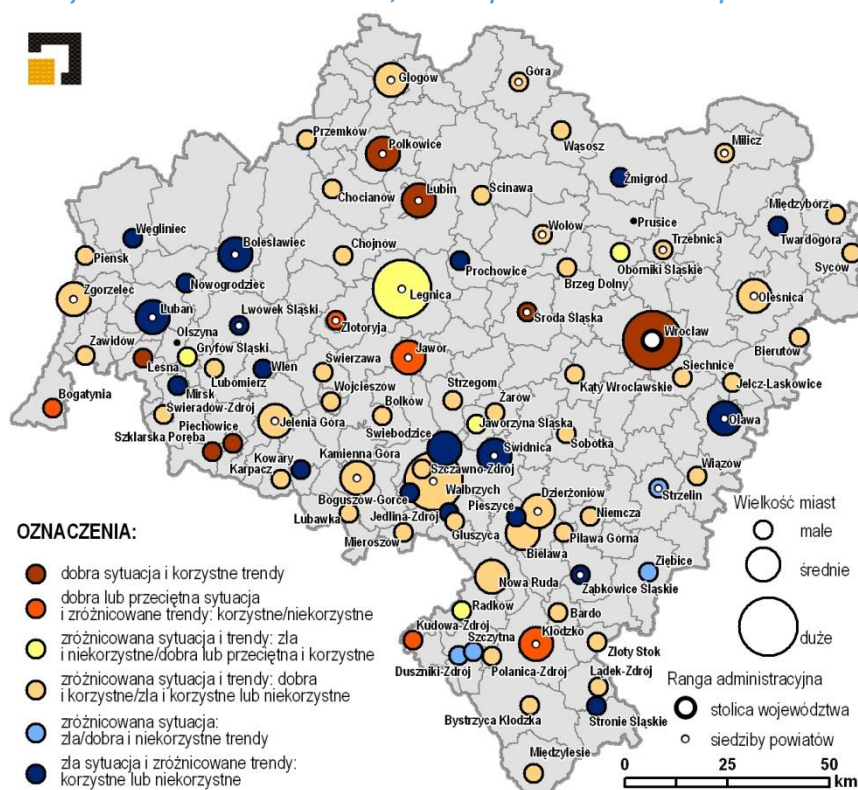 Głogów
Góra
Przemków
Wąsosz
Milicz
Polkowice
Żmigród
Chocianów
Lubin
Ścinawa
Międzybórz
Węgliniec
Bolesławiec
Wołów
Prusice
Twardogóra
Pieńsk
Chojnów
Prochowice
Trzebnica
Syców
Nowogrodziec
Brzeg Dolny
Oborniki Śląskie
Zgorzelec
Legnica
Oleśnica
Lubań
Lwówek Śląski
Olszyna
Złotoryja
Środa Śląska
Wrocław
Zawidów
Gryfów Śląski
Jawor
Bierutów
Leśna
Wleń
Świerzawa
Siechnice
Lubomierz
Kąty Wrocławskie
Jelcz-Laskowice
Bogatynia
Mirsk
Wojcieszów
Strzegom
Żarów
Świeradów-Zdrój
Bolków
Jaworzyna Śląska
Oława
Piechowice
Jelenia Góra
Świebodzice
Sobótka
Szklarska Poręba
Kamienna Góra
Świdnica
Kowary
Szczawno-Zdrój
Wiązów
Karpacz
Wałbrzych
Strzelin
Boguszów-Gorce
Dzierżoniów
Pieszyce
Niemcza
Lubawka
Jedlina-Zdrój
Głuszyca
Piława Górna
Mieroszów
Bielawa
Ziębice
Nowa Ruda
Ząbkowice Śląskie
Radków
Bardo
Kudowa-Zdrój
Kłodzko
Szczytna
Złoty Stok
Duszniki-Zdrój
Polanica-Zdrój
Lądek-Zdrój
Bystrzyca Kłodzka
Stronie Śląskie
Międzylesie
OZNACZENIA:
dobra sytuacja i korzystne trendy
dobra lub przeciętna sytuacja
i zróżnicowane trendy: korzystne/niekorzystne
zróżnicowana sytuacja i trendy: zła
i niekorzystne/dobra lub przeciętna i korzystne
zróżnicowana sytuacja i trendy: dobra
i korzystne/zła i korzystne lub niekorzystne
zróżnicowana sytuacja:
zła/dobra i niekorzystne trendy
zła sytuacja i zróżnicowane trendy:
korzystne lub niekorzystne
Wielkość miast
małe
średnie
duże
Ranga administracyjna
stolica województwa
siedziby powiatów
0 25 50
km